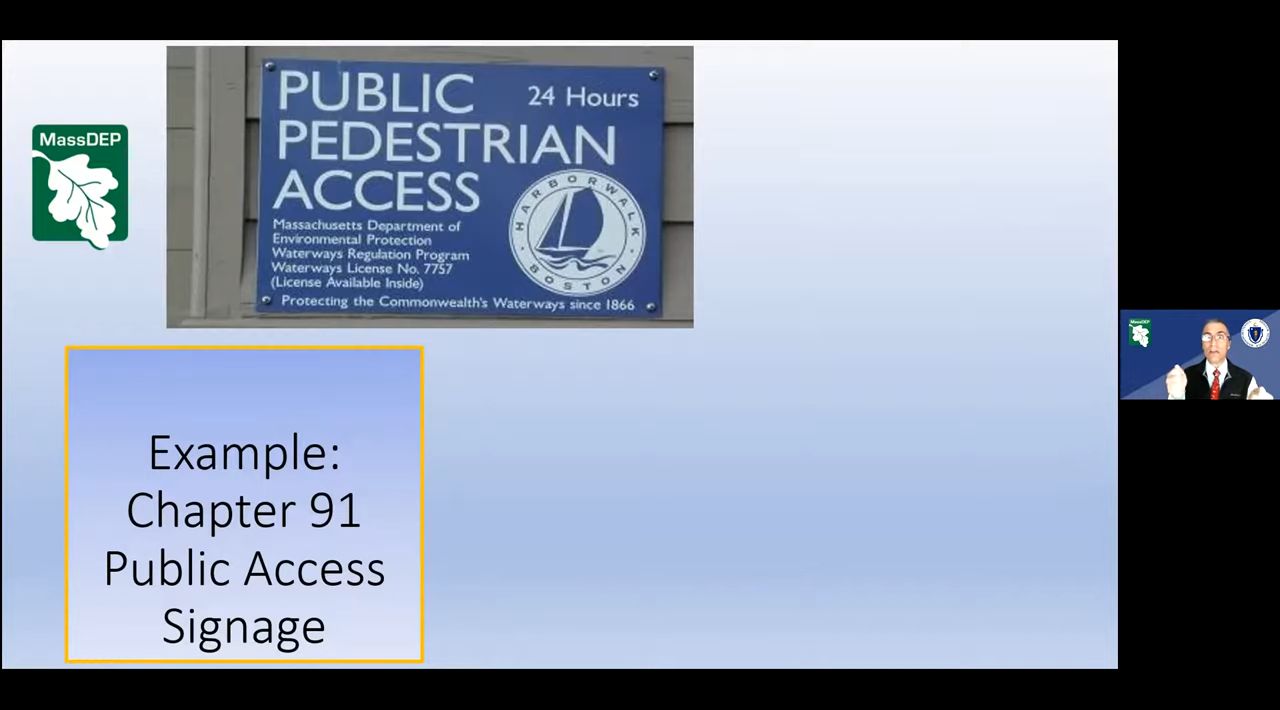 MassDEP
PUBLIC
24 Hours
PEDESTRIAN
ACCESS
HARBORWALK
BOSTON
Massachusetts Department of
Environmental Protection
Waterways Regulation Program
Waterways License No. 7757
(License Available Inside)
Protecting the Commonwealth's Waterways since 1866
Example:
Chapter 91
Public Access
Signage
MassDEP